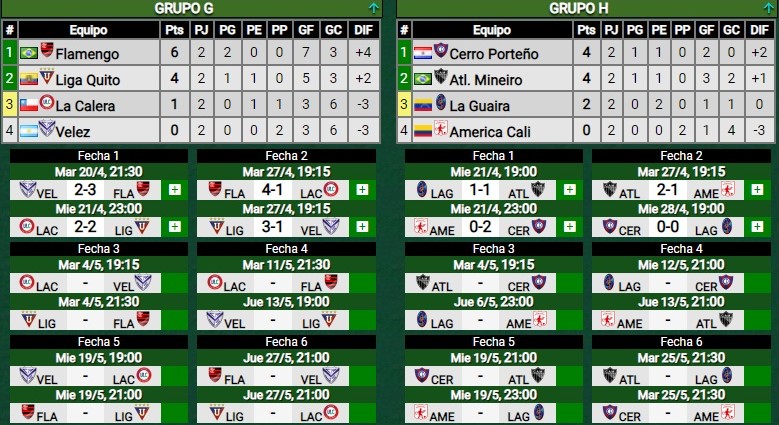 GRUPO G
# Equipo Pts PJ PG PE PP GF GC DIF
1 Flamengo 6 2 2 0 0 7 3 +4
2 Liga Quito 4 2 1 1 0 5 3 +2
3 La Calera 1 2 0 1 1 3 6 -3
4 Velez 0 2 0 0 2 3 6 -3
Fecha 1 Fecha 2
Mar 20/4, 21:30 Mar 27/4, 19:15
VEL 2-3 FLA + FLA 4-1 LAC +
Mie 21/4, 23:00 Mar 27/4, 19:15
LAC 2-2 LIG + LIG 3-1 VEL +
Fecha 3 Fecha 4
Mar 4/5, 19:15 Mar 11/5, 21:30
LAC - VEL LAC - FLA
Mar 4/5, 21:30 Jue 13/5, 19:00
LIG - FLA VEL - LIG
Fecha 5 Fecha 6
Mie 19/5, 19:00 Jue 27/5, 21:00
VEL - LAC FLA - VEL
Mie 19/5, 21:00 Jue 27/5, 21:00
FLA - LIG LIG - LAC
GRUPO H
# Equipo Pts PJ PG PE PP GF GC DIF
1 Cerro Porteño 4 2 1 1 0 2 0 +2
2 Atl. Mineiro 4 2 1 1 0 3 2 +1
3 La Guaira 2 2 0 2 0 1 1 0
4 America Cali 0 2 0 0 2 1 4 -3
Fecha 1 Fecha 2
Mie 21/4, 19:00 Mar 27/4, 19:15
LAG 1-1 ATL + ATL 2-1 AME +
Mie 21/4, 23:00 Mie 28/4, 19:00
AME 0-2 CER + CER 0-0 LAG +
Fecha 3 Fecha 4
Mar 4/5, 19:15 Mie 12/5, 21:00
ATL - CER LAG - CER
Jue 6/5, 23:00 Jue 13/5, 21:00
LAG - AME AME - ATL
Fecha 5 Fecha 6
Mie 19/5, 21:00 Mar 25/5, 21:30
CER - ATL ATL - LAG
Mie 19/5, 23:00 Mar 25/5, 21:30
AME - LAG CER - AME